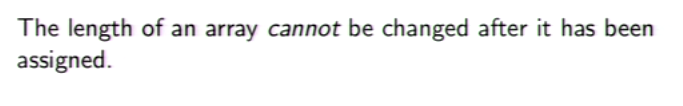 The length of an array cannot be changed after it has been
assigned.